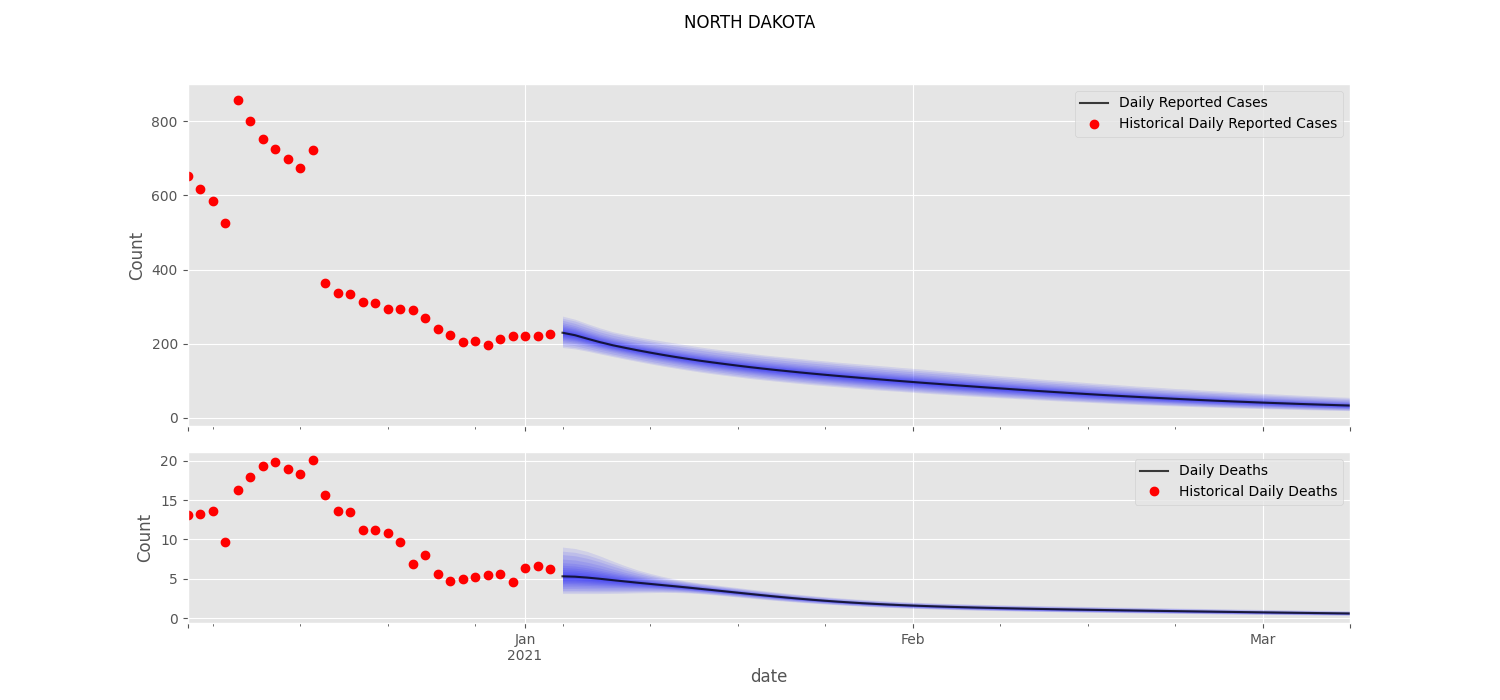 NORTH DAKOTA
Daily Reported Cases
Historical Daily Reported Cases
800
600
400
200
0
Count
Daily Deaths
Historical Daily Deaths
20
15
10
5
0
Count
Jan
2021
Feb
Mar
date